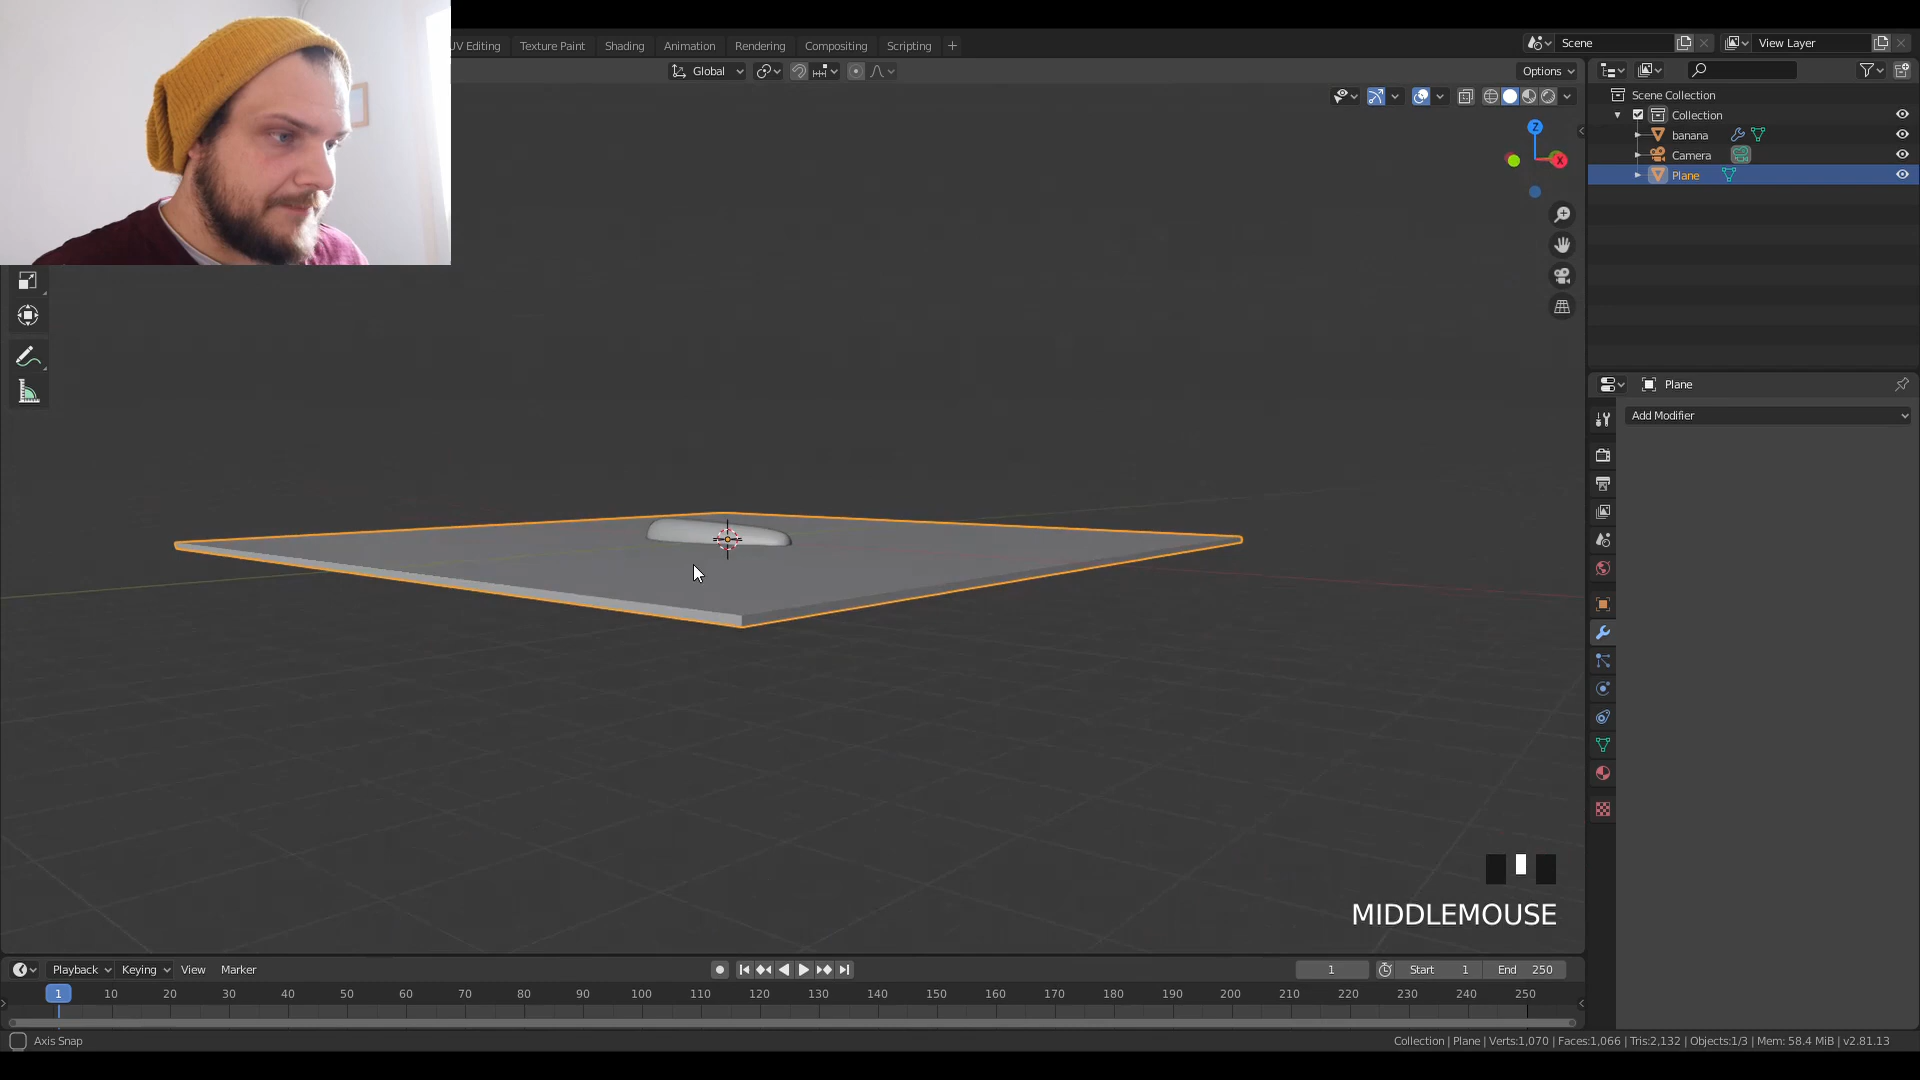 UV Editing Texture Paint Shading Animation Rendering Compositing Scripting
Scene View Layer
Global Options
Scene Collection
Collection
banana
Camera
Plane
Z
X
Plane
Add Modifier
MIDDLEMOUSE
Playback Keying View Marker 1 Start 1 End 250
1 10 20 30 40 50 60 70 80 90 100 110 120 130 140 150 160 170 180 190 200 210 220 230 240 250
Axis Snap Collection | Plane | Verts:1,070 | Faces:1,066 | Tris:2,132 | Objects:1/3 | Mem: 58.4 MiB | v2.81.13